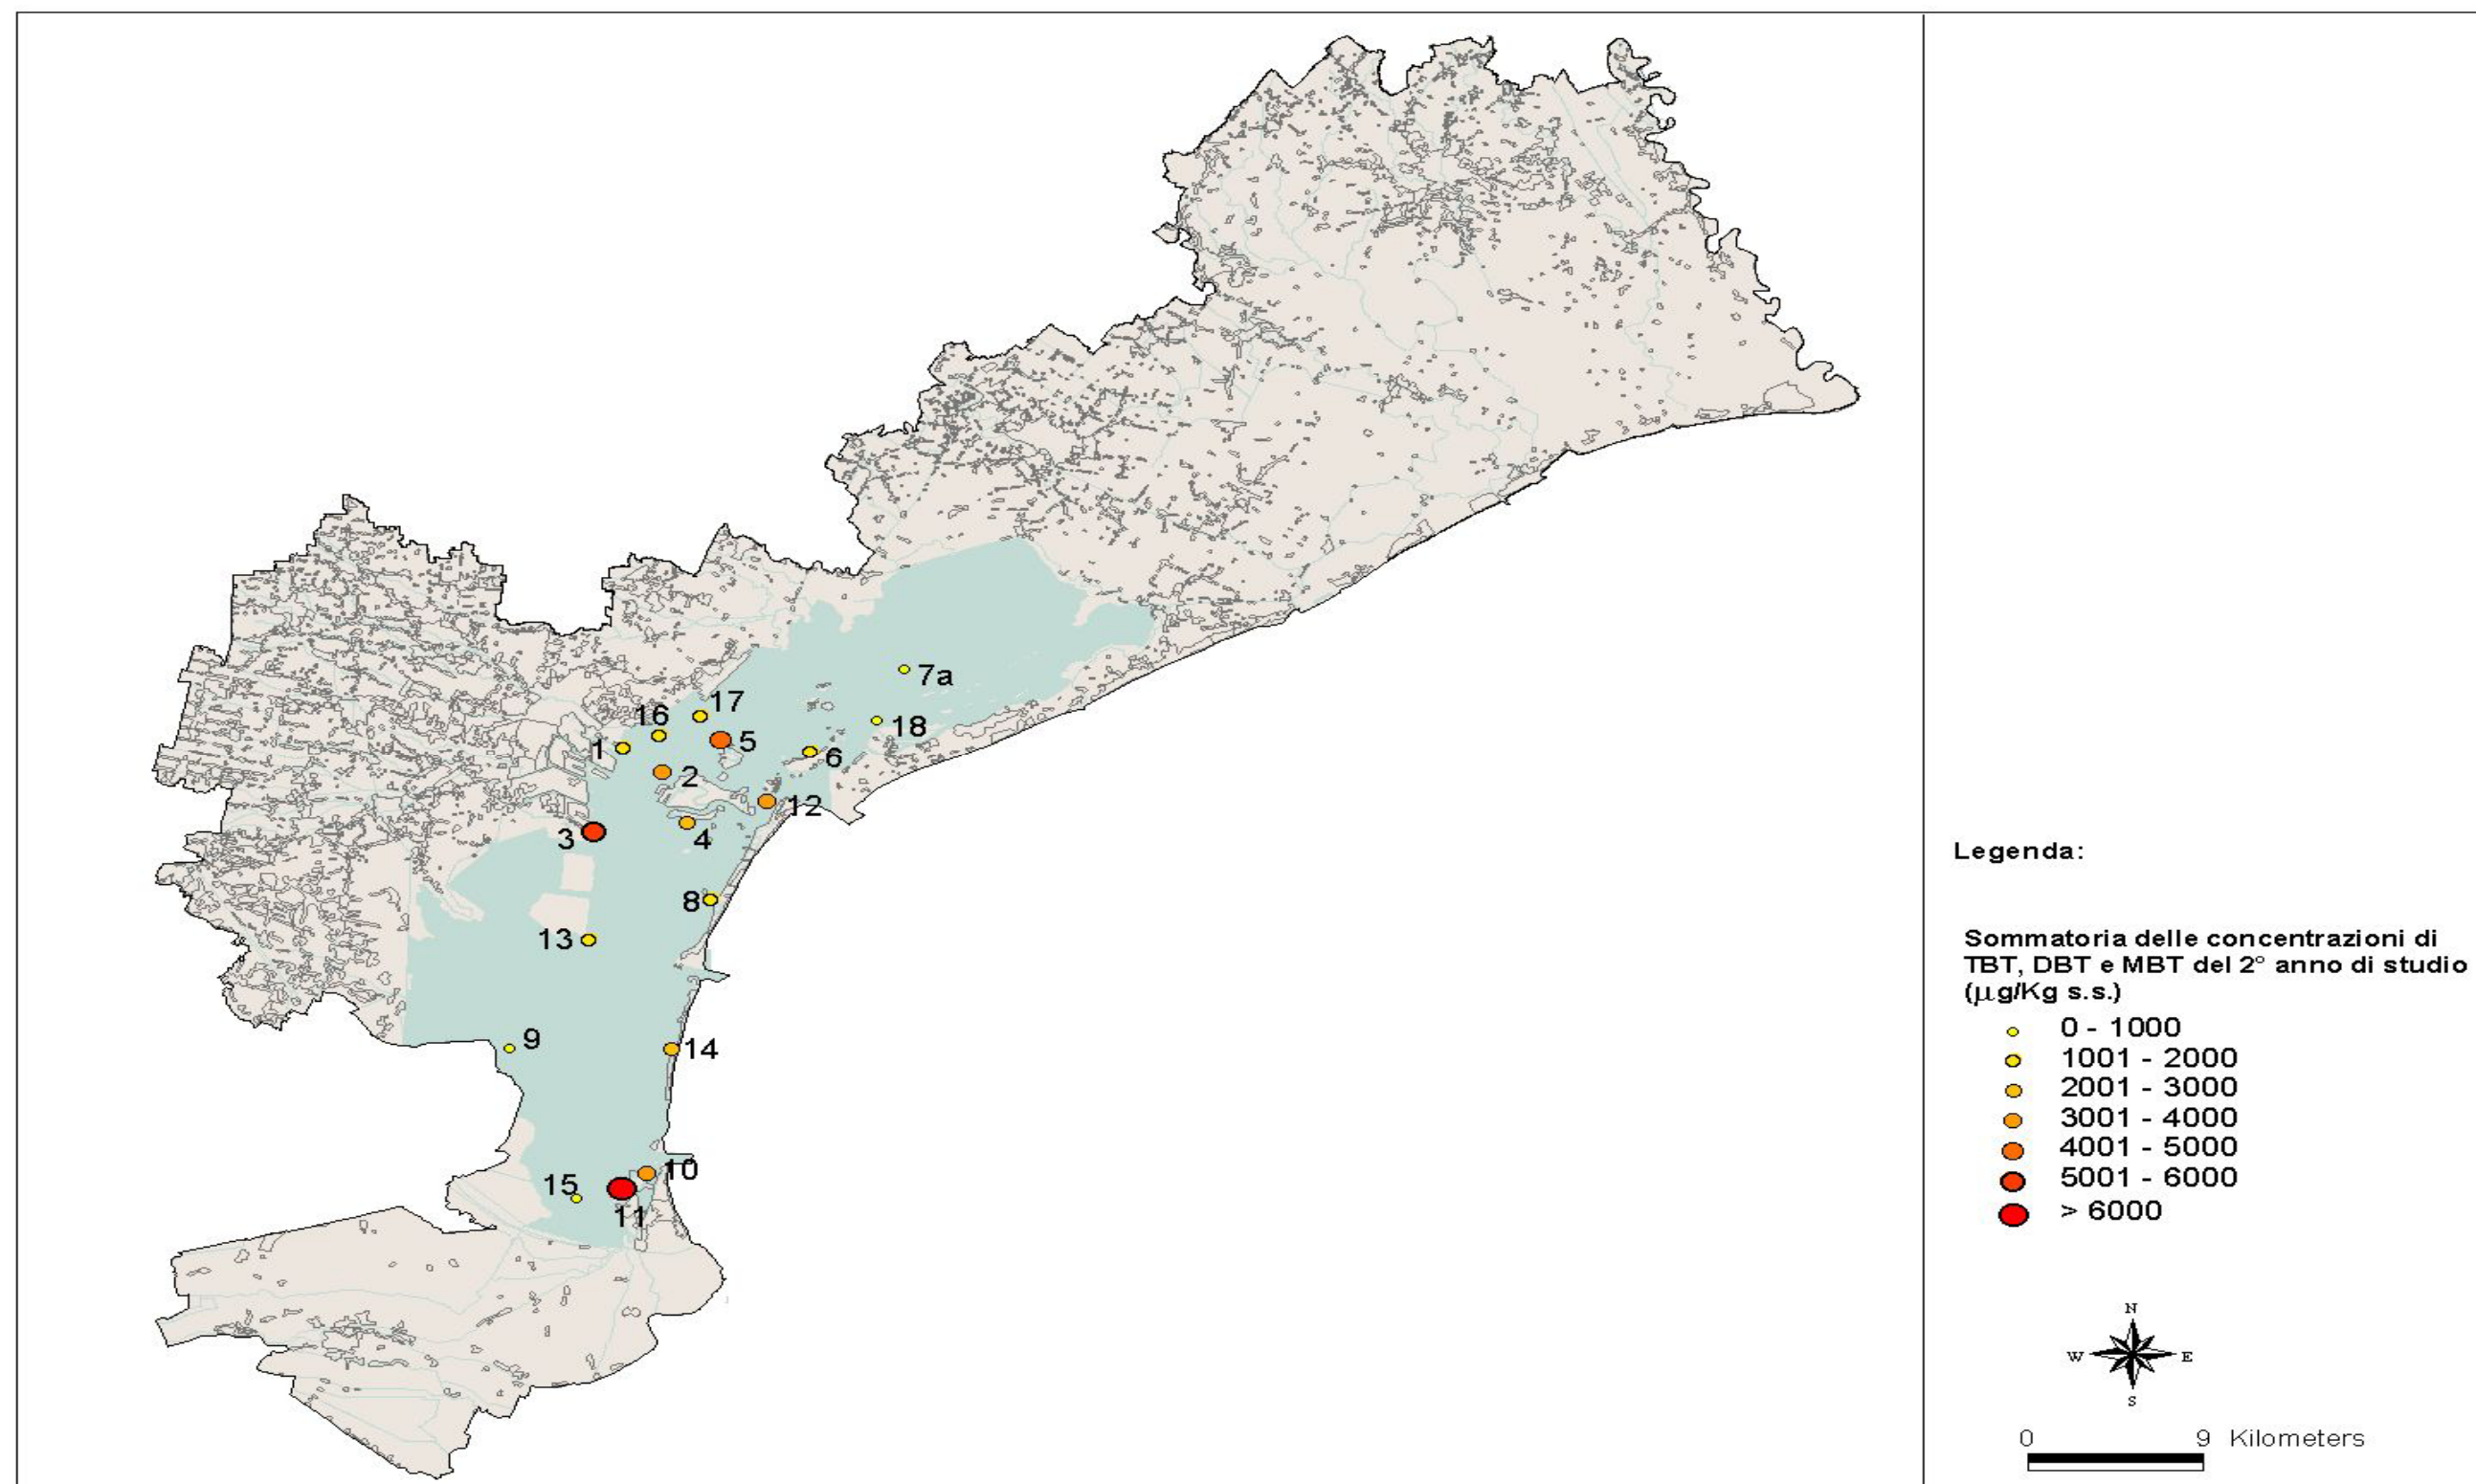 7a
17
16
18
5
1
6
2
12
3
4
8
13
9
14
10
15
11
Legenda:
Sommatoria delle concentrazioni di
TBT, DBT e MBT del 2° anno di studio
(µg/Kg s.s.)
0 - 1000
1001 - 2000
2001 - 3000
3001 - 4000
4001 - 5000
5001 - 6000
> 6000
N
W E
S
0 9 Kilometers